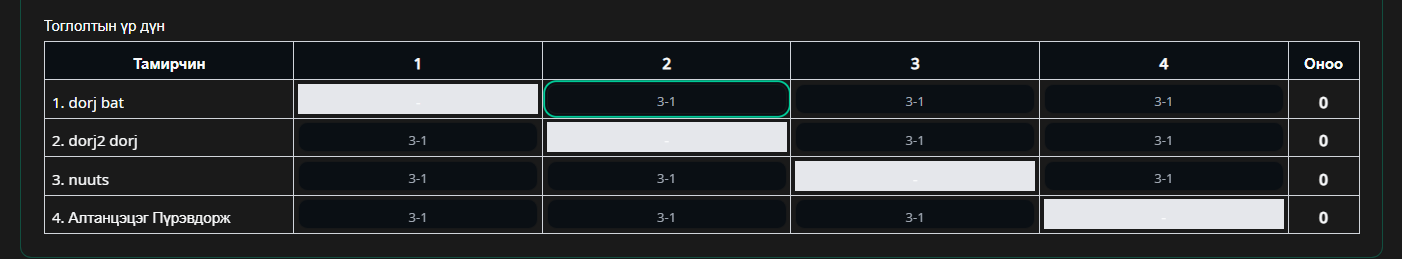 Тоглолтын үр дүн
Тамирчин 1 2 3 4 Оноо
1. dorj bat - 3-1 3-1 3-1 0
2. dorj2 dorj 3-1 - 3-1 3-1 0
3. nuuts 3-1 3-1 - 3-1 0
4. Алтанцэцэг Пүрэвдорж 3-1 3-1 3-1 - 0